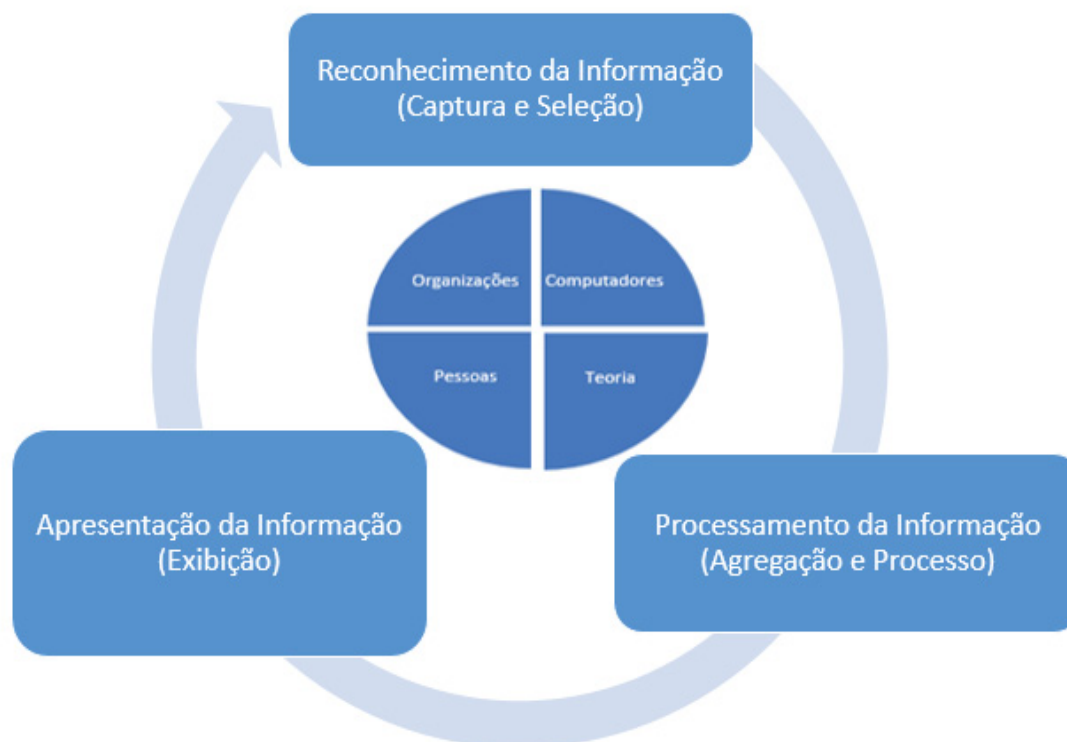 Reconhecimento da Informação
(Captura e Seleção)
Organizações
Computadores
Pessoas
Teoria
Apresentação da Informação
(Exibição)
Processamento da Informação
(Agregação e Processo)